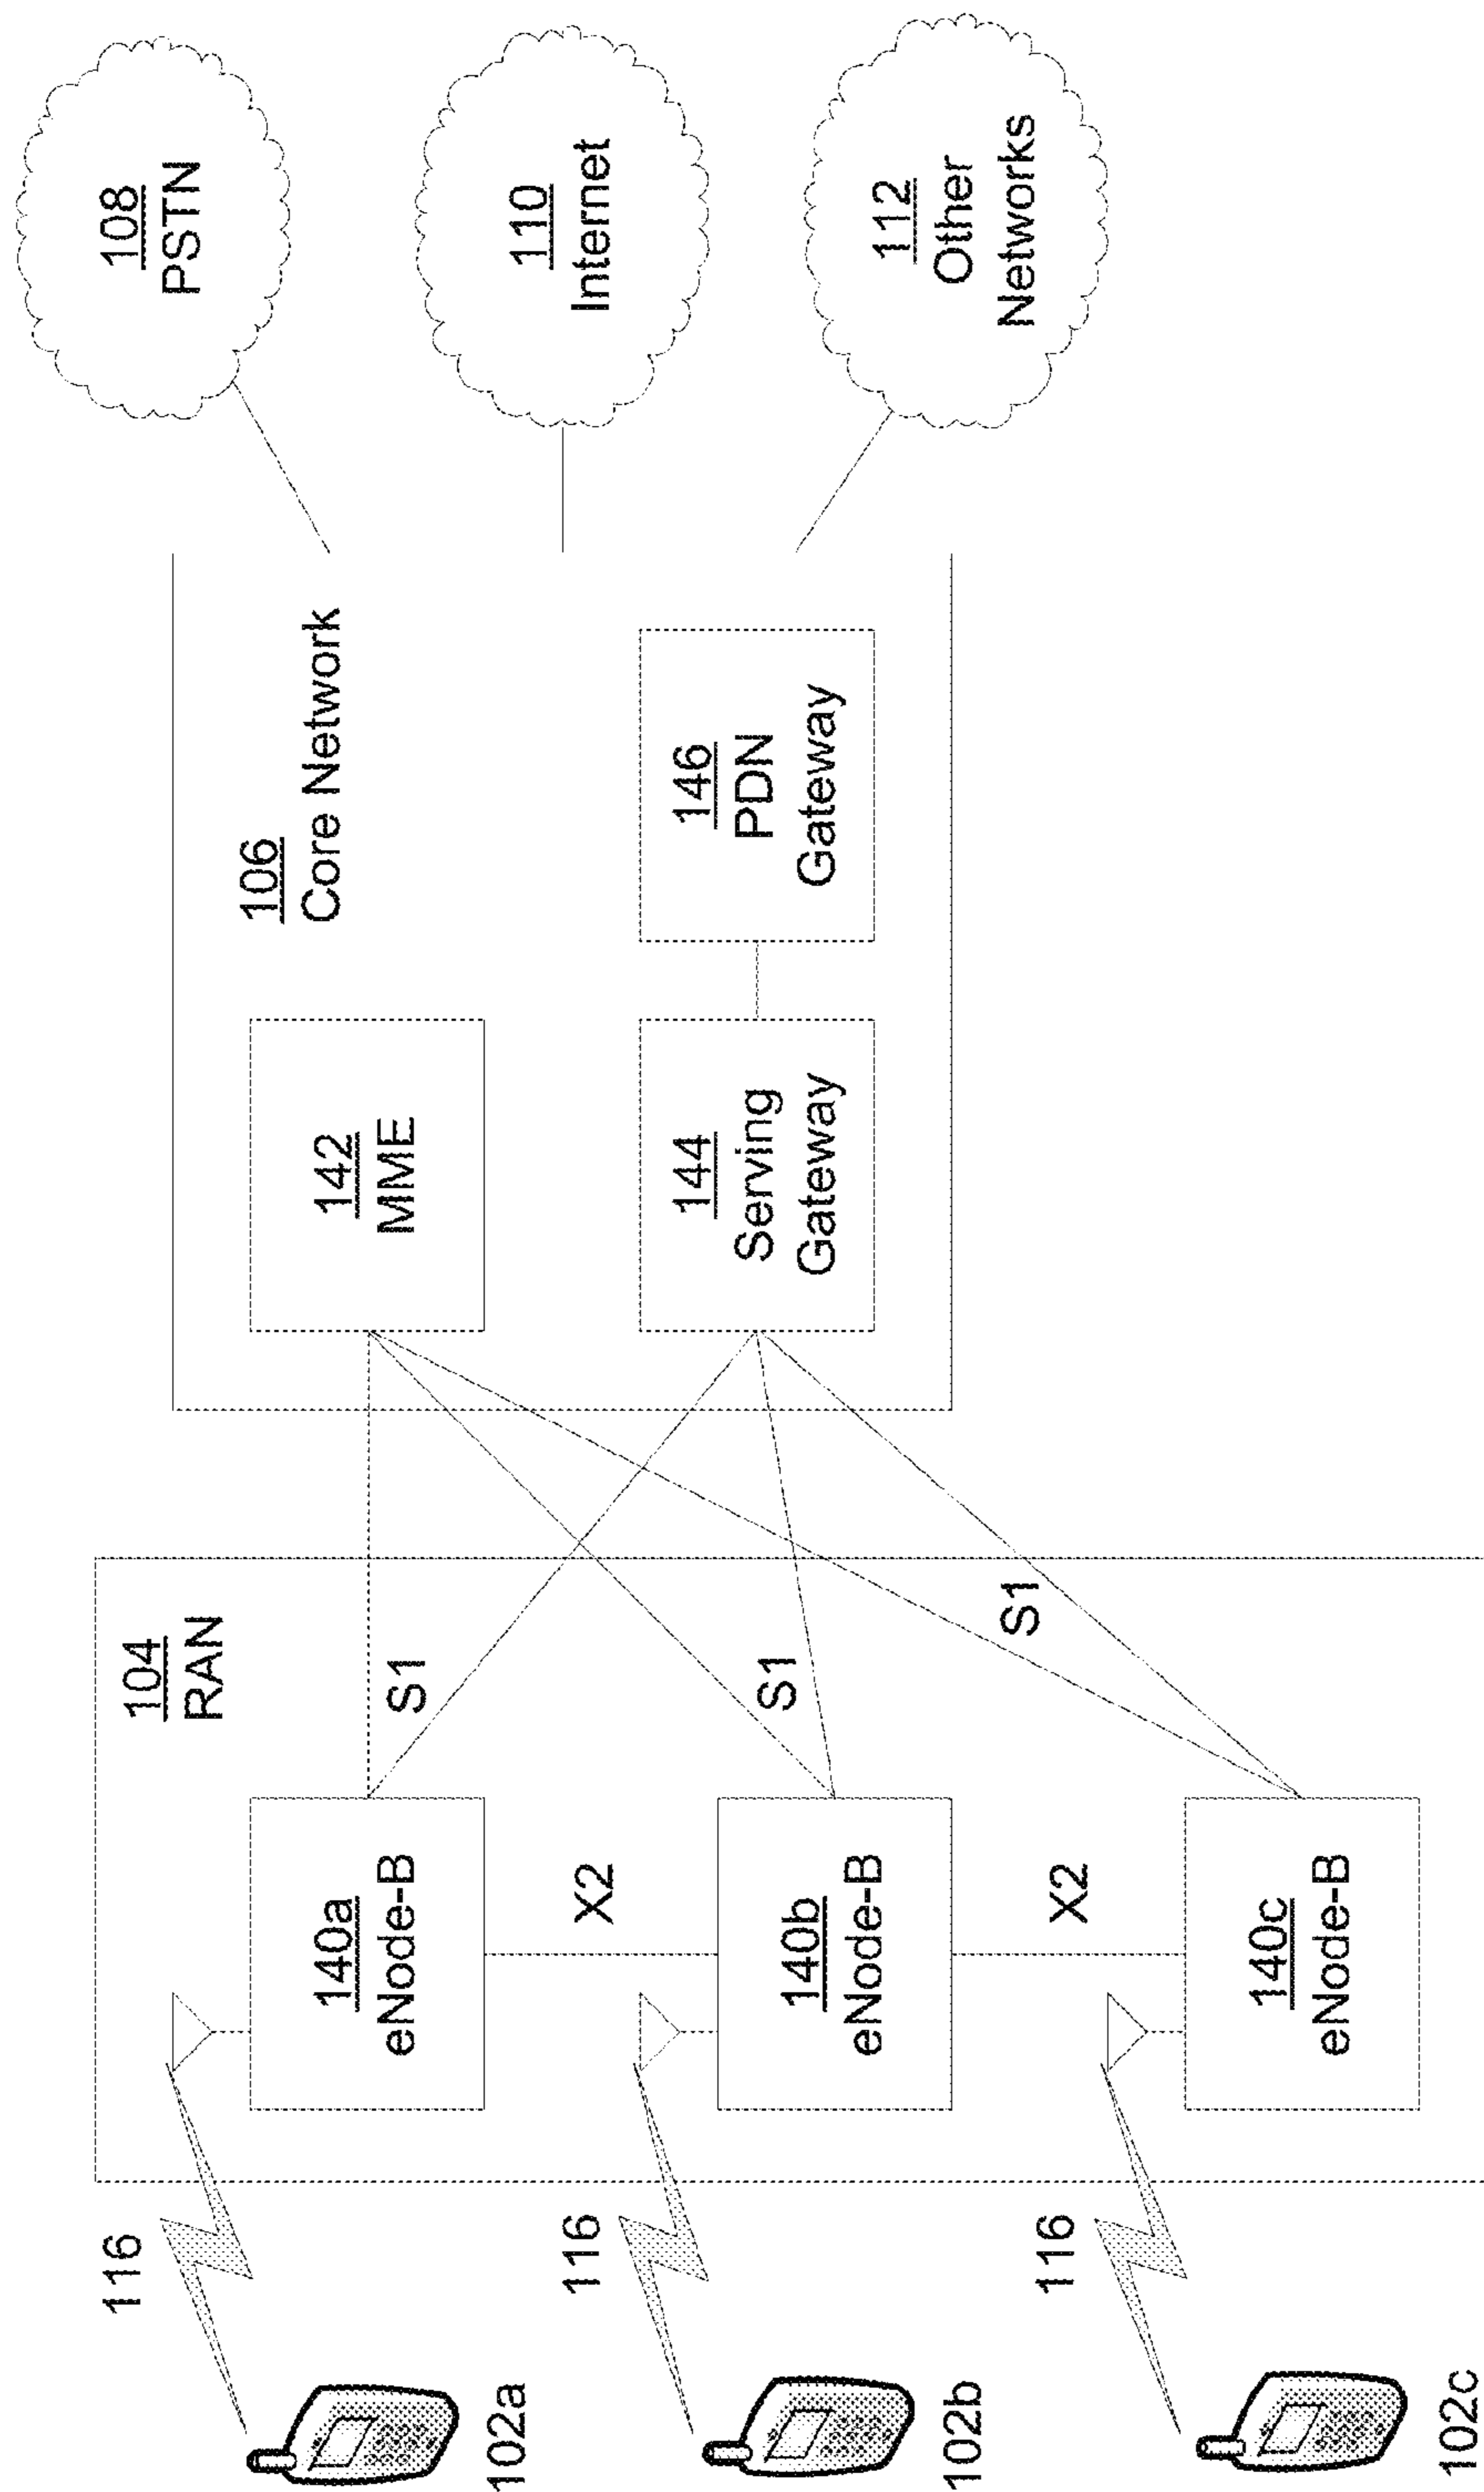 116
102a
116
102b
116
102c
104
RAN
140a
eNode-B
X2
140b
eNode-B
X2
140c
eNode-B
S1
S1
S1
106
Core Network
142
MME
144
Serving
Gateway
146
PDN
Gateway
108
PSTN
110
Internet
112
Other
Networks